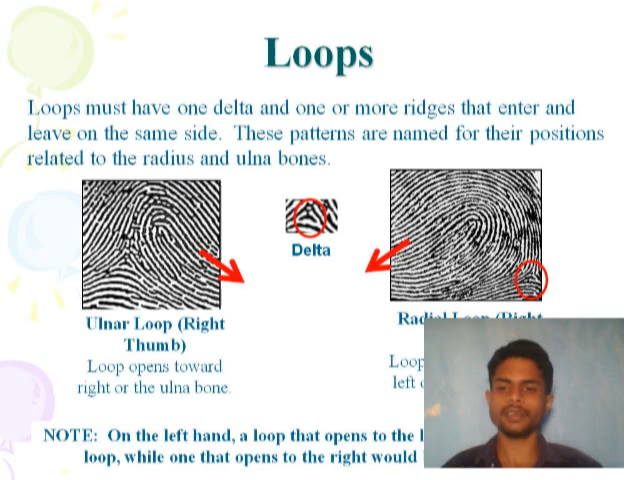 Loops
Loops must have one delta and one or more ridges that enter and
leave on the same side. These patterns are named for their positions
related to the radius and ulna bones.
Delta
Ulnar Loop (Right
Thumb)
Loop opens toward
right or the ulna bone.
Loop
left
NOTE: On the left hand, a loop that opens to the
loop, while one that opens to the right would